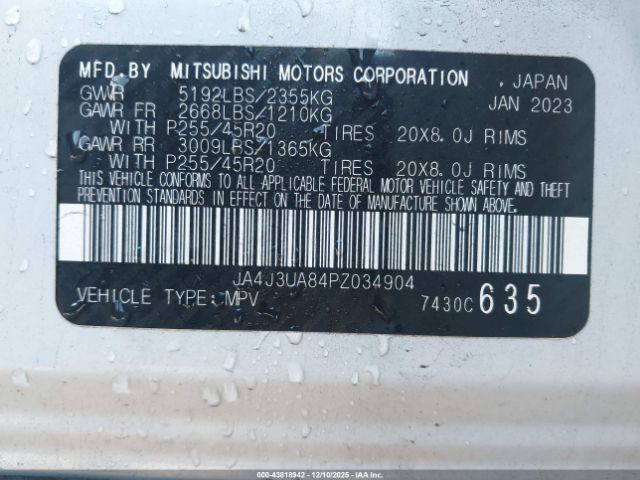 MFD.BY MITSUBISHI MOTORS CORPORATION , JAPAN
GVWR 5192LBS/2355KG JAN 2023
GAWR FR 2668LBS/1210KG
WITH P255/45R20 TIRES 20X8.0J RIMS
GAWR RR 3009LBS/1365KG
WITH P255/45R20 TIRES 20X8.0J RIMS
THIS VEHICLE CONFORMS TO ALL APPLICABLE FEDERAL MOTOR VEHICLE SAFETY AND THEFT
PREVENTION STANDARDS IN EFFECT ON THE DATE OF MANUFACTURE SHOWN ABOVE.
JA4J3UA84PZ034904
VEHICLE TYPE:MPV 7430C 635
IAA-43818942 - 12/10/2025 - Copyright IAA, LLC